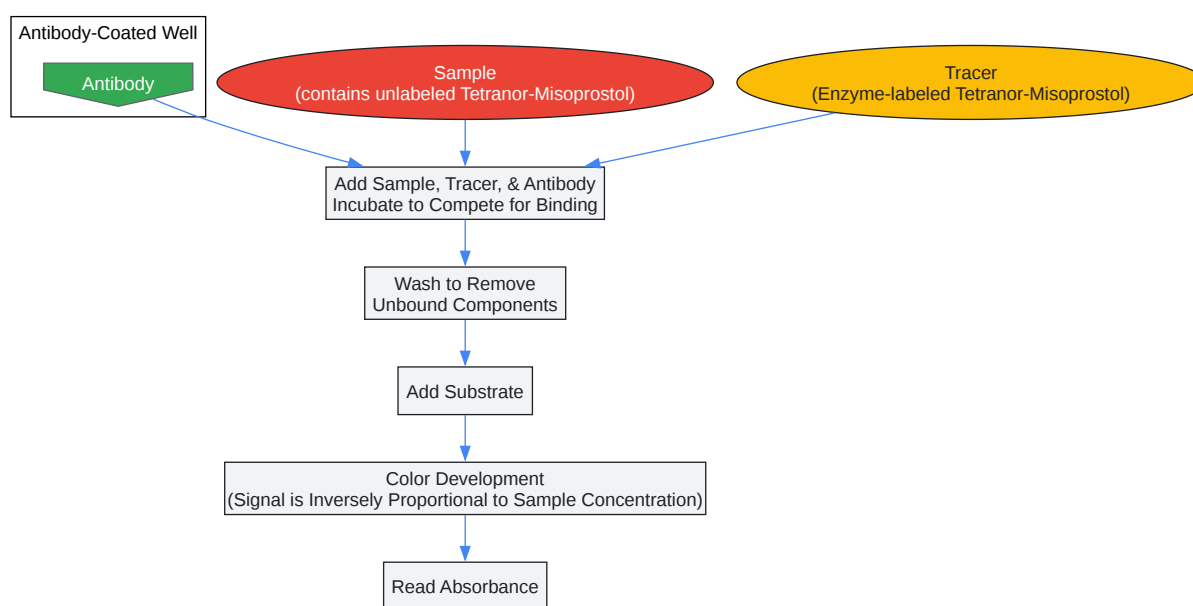 Antibody-Coated Well
Antibody
Sample
(contains unlabeled Tetranor-Misoprostol)
Tracer
(Enzyme-labeled Tetranor-Misoprostol)
Add Sample, Tracer, & Antibody
Incubate to Compete for Binding
Wash to Remove
Unbound Components
Add Substrate
Color Development
(Signal is Inversely Proportional to Sample Concentration)
Read Absorbance